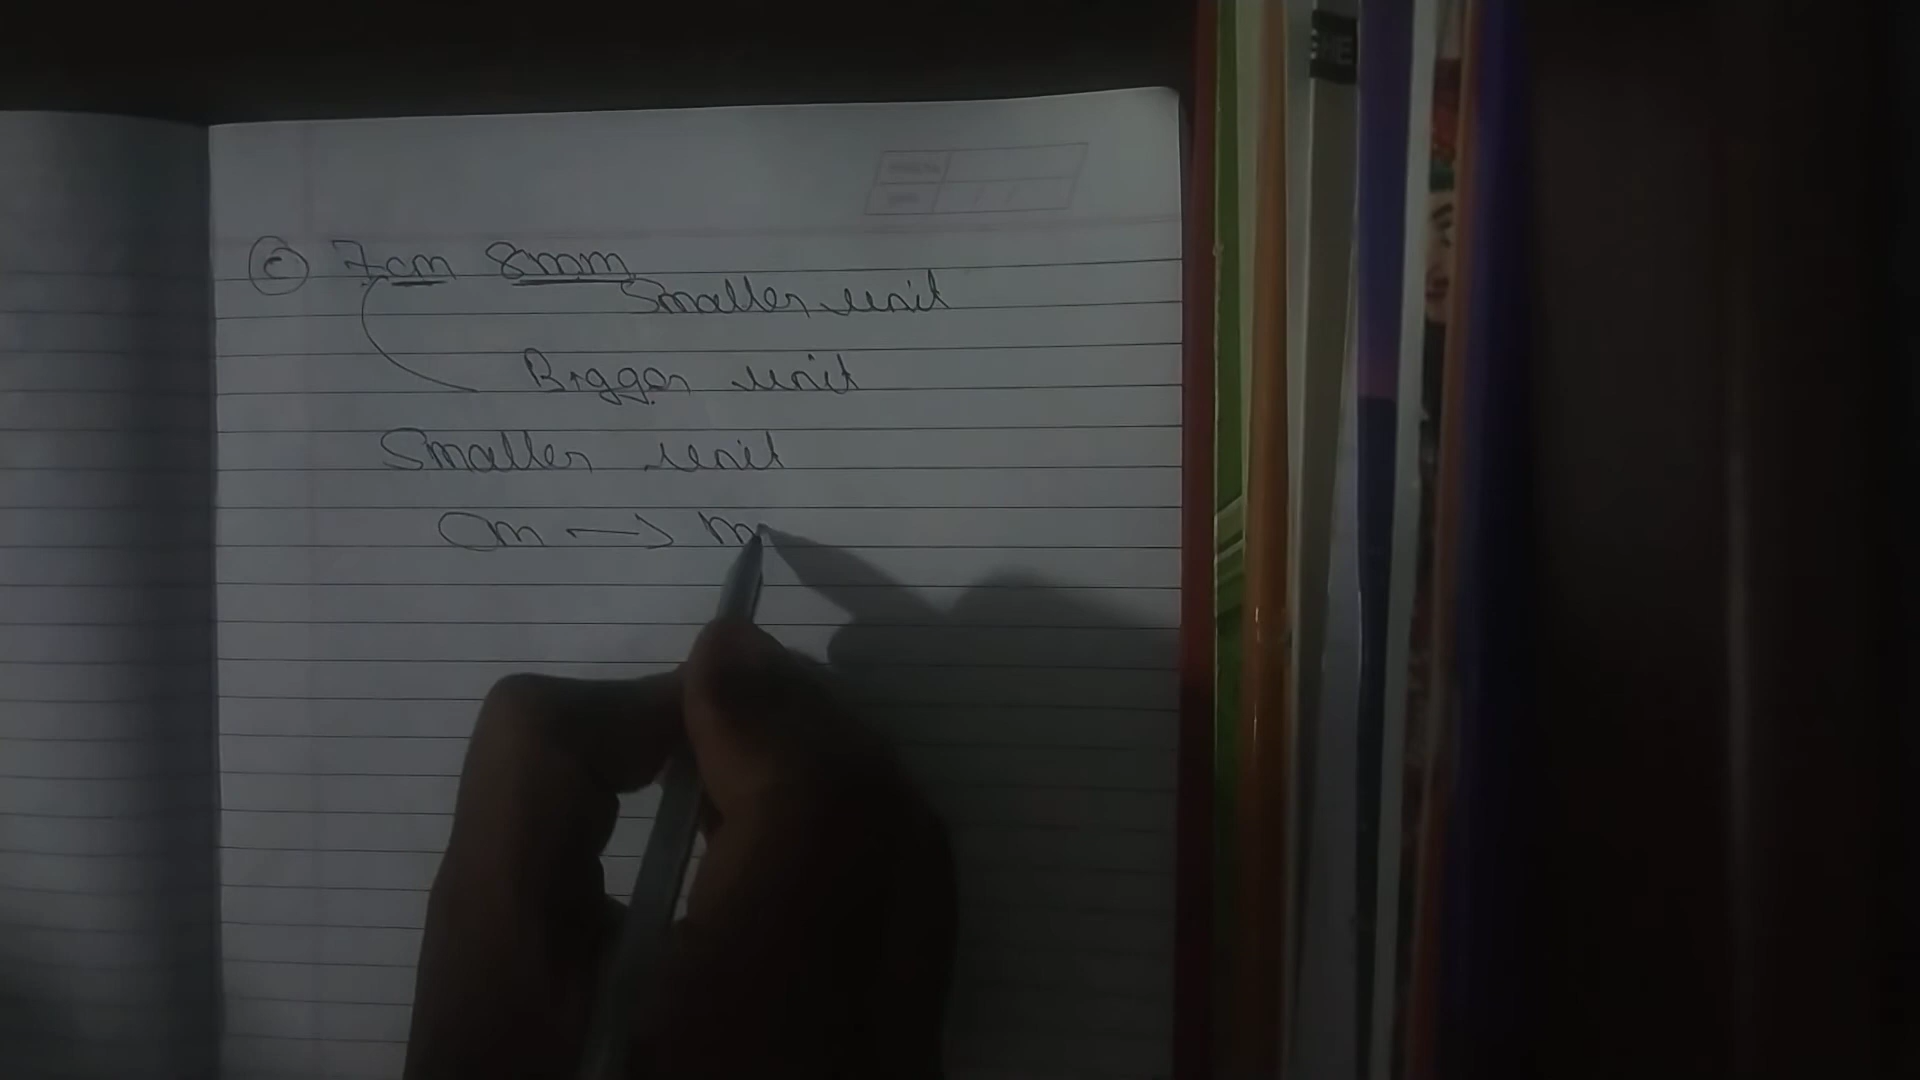 c 7cm 8mm
Smaller unit
Bigger unit
Smaller unit
Cm → m